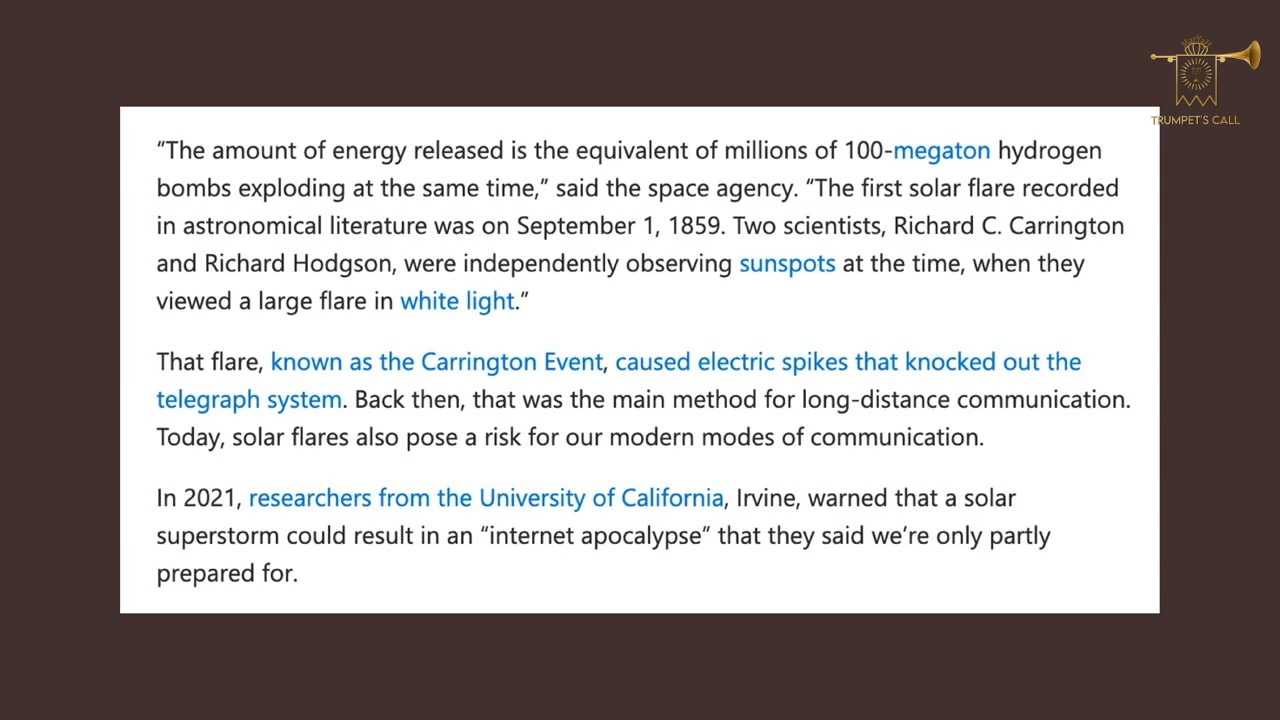 TRUMPET'S CALL
“The amount of energy released is the equivalent of millions of 100-megaton hydrogen
bombs exploding at the same time,” said the space agency. “The first solar flare recorded
in astronomical literature was on September 1, 1859. Two scientists, Richard C. Carrington
and Richard Hodgson, were independently observing sunspots at the time, when they
viewed a large flare in white light.”
That flare, known as the Carrington Event, caused electric spikes that knocked out the
telegraph system. Back then, that was the main method for long-distance communication.
Today, solar flares also pose a risk for our modern modes of communication.
In 2021, researchers from the University of California, Irvine, warned that a solar
superstorm could result in an “internet apocalypse” that they said we’re only partly
prepared for.